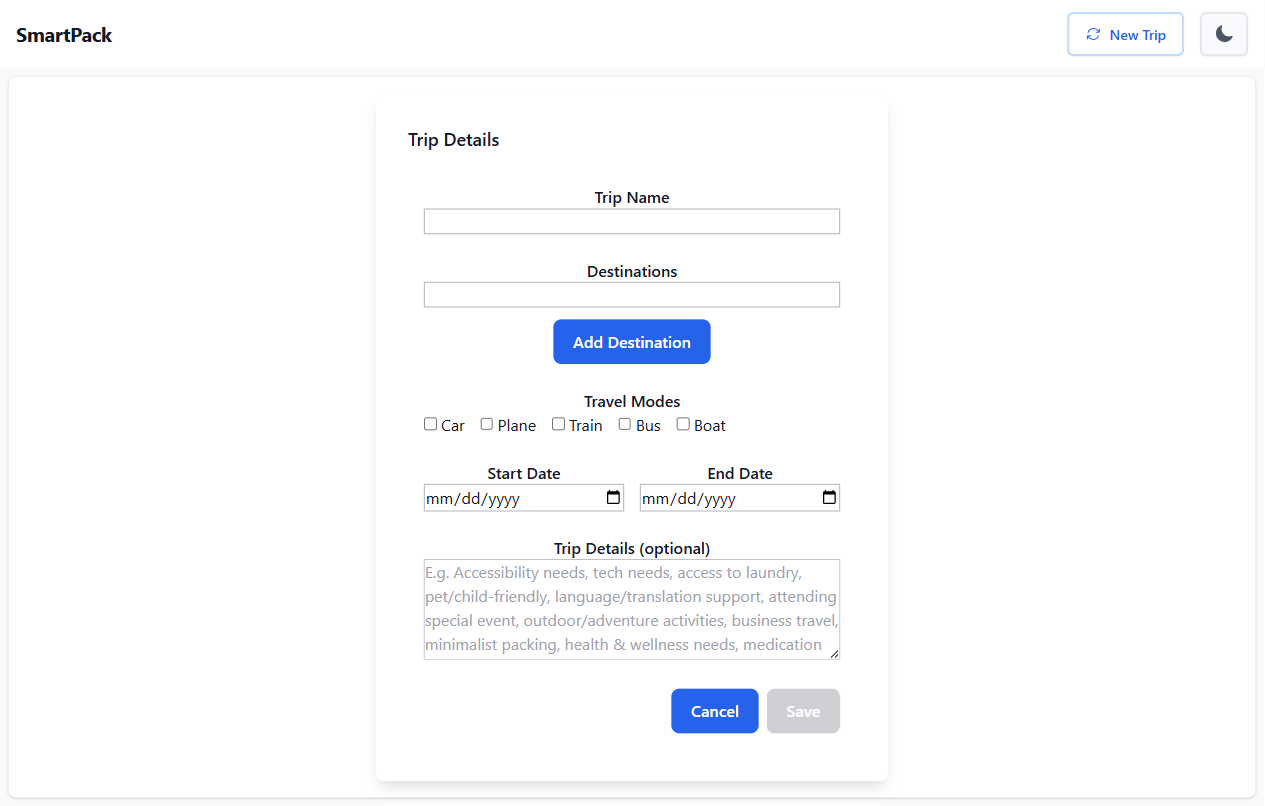 SmartPack
New Trip
Trip Details
Trip Name
Destinations
Add Destination
Travel Modes
Car Plane Train Bus Boat
Start Date End Date
mm/dd/yyyy mm/dd/yyyy
Trip Details (optional)
E.g. Accessibility needs, tech needs, access to laundry,
pet/child-friendly, language/translation support, attending
special event, outdoor/adventure activities, business travel,
minimalist packing, health & wellness needs, medication
Cancel Save